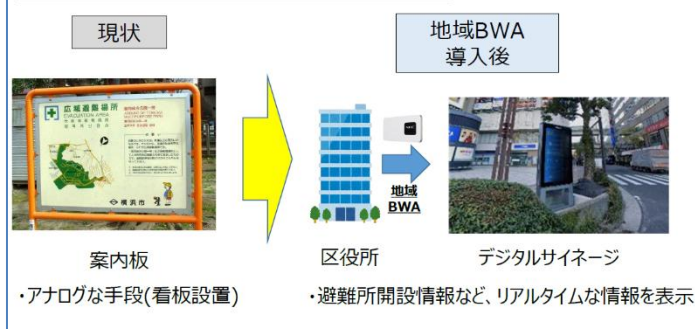 現状
地域BWA
導入後
広域避難場所
EVACUATION AREA
横浜市
地域
BWA
案内板
区役所
デジタルサイネージ
・アナログな手段(看板設置)
・避難所開設情報など、リアルタイムな情報を表示